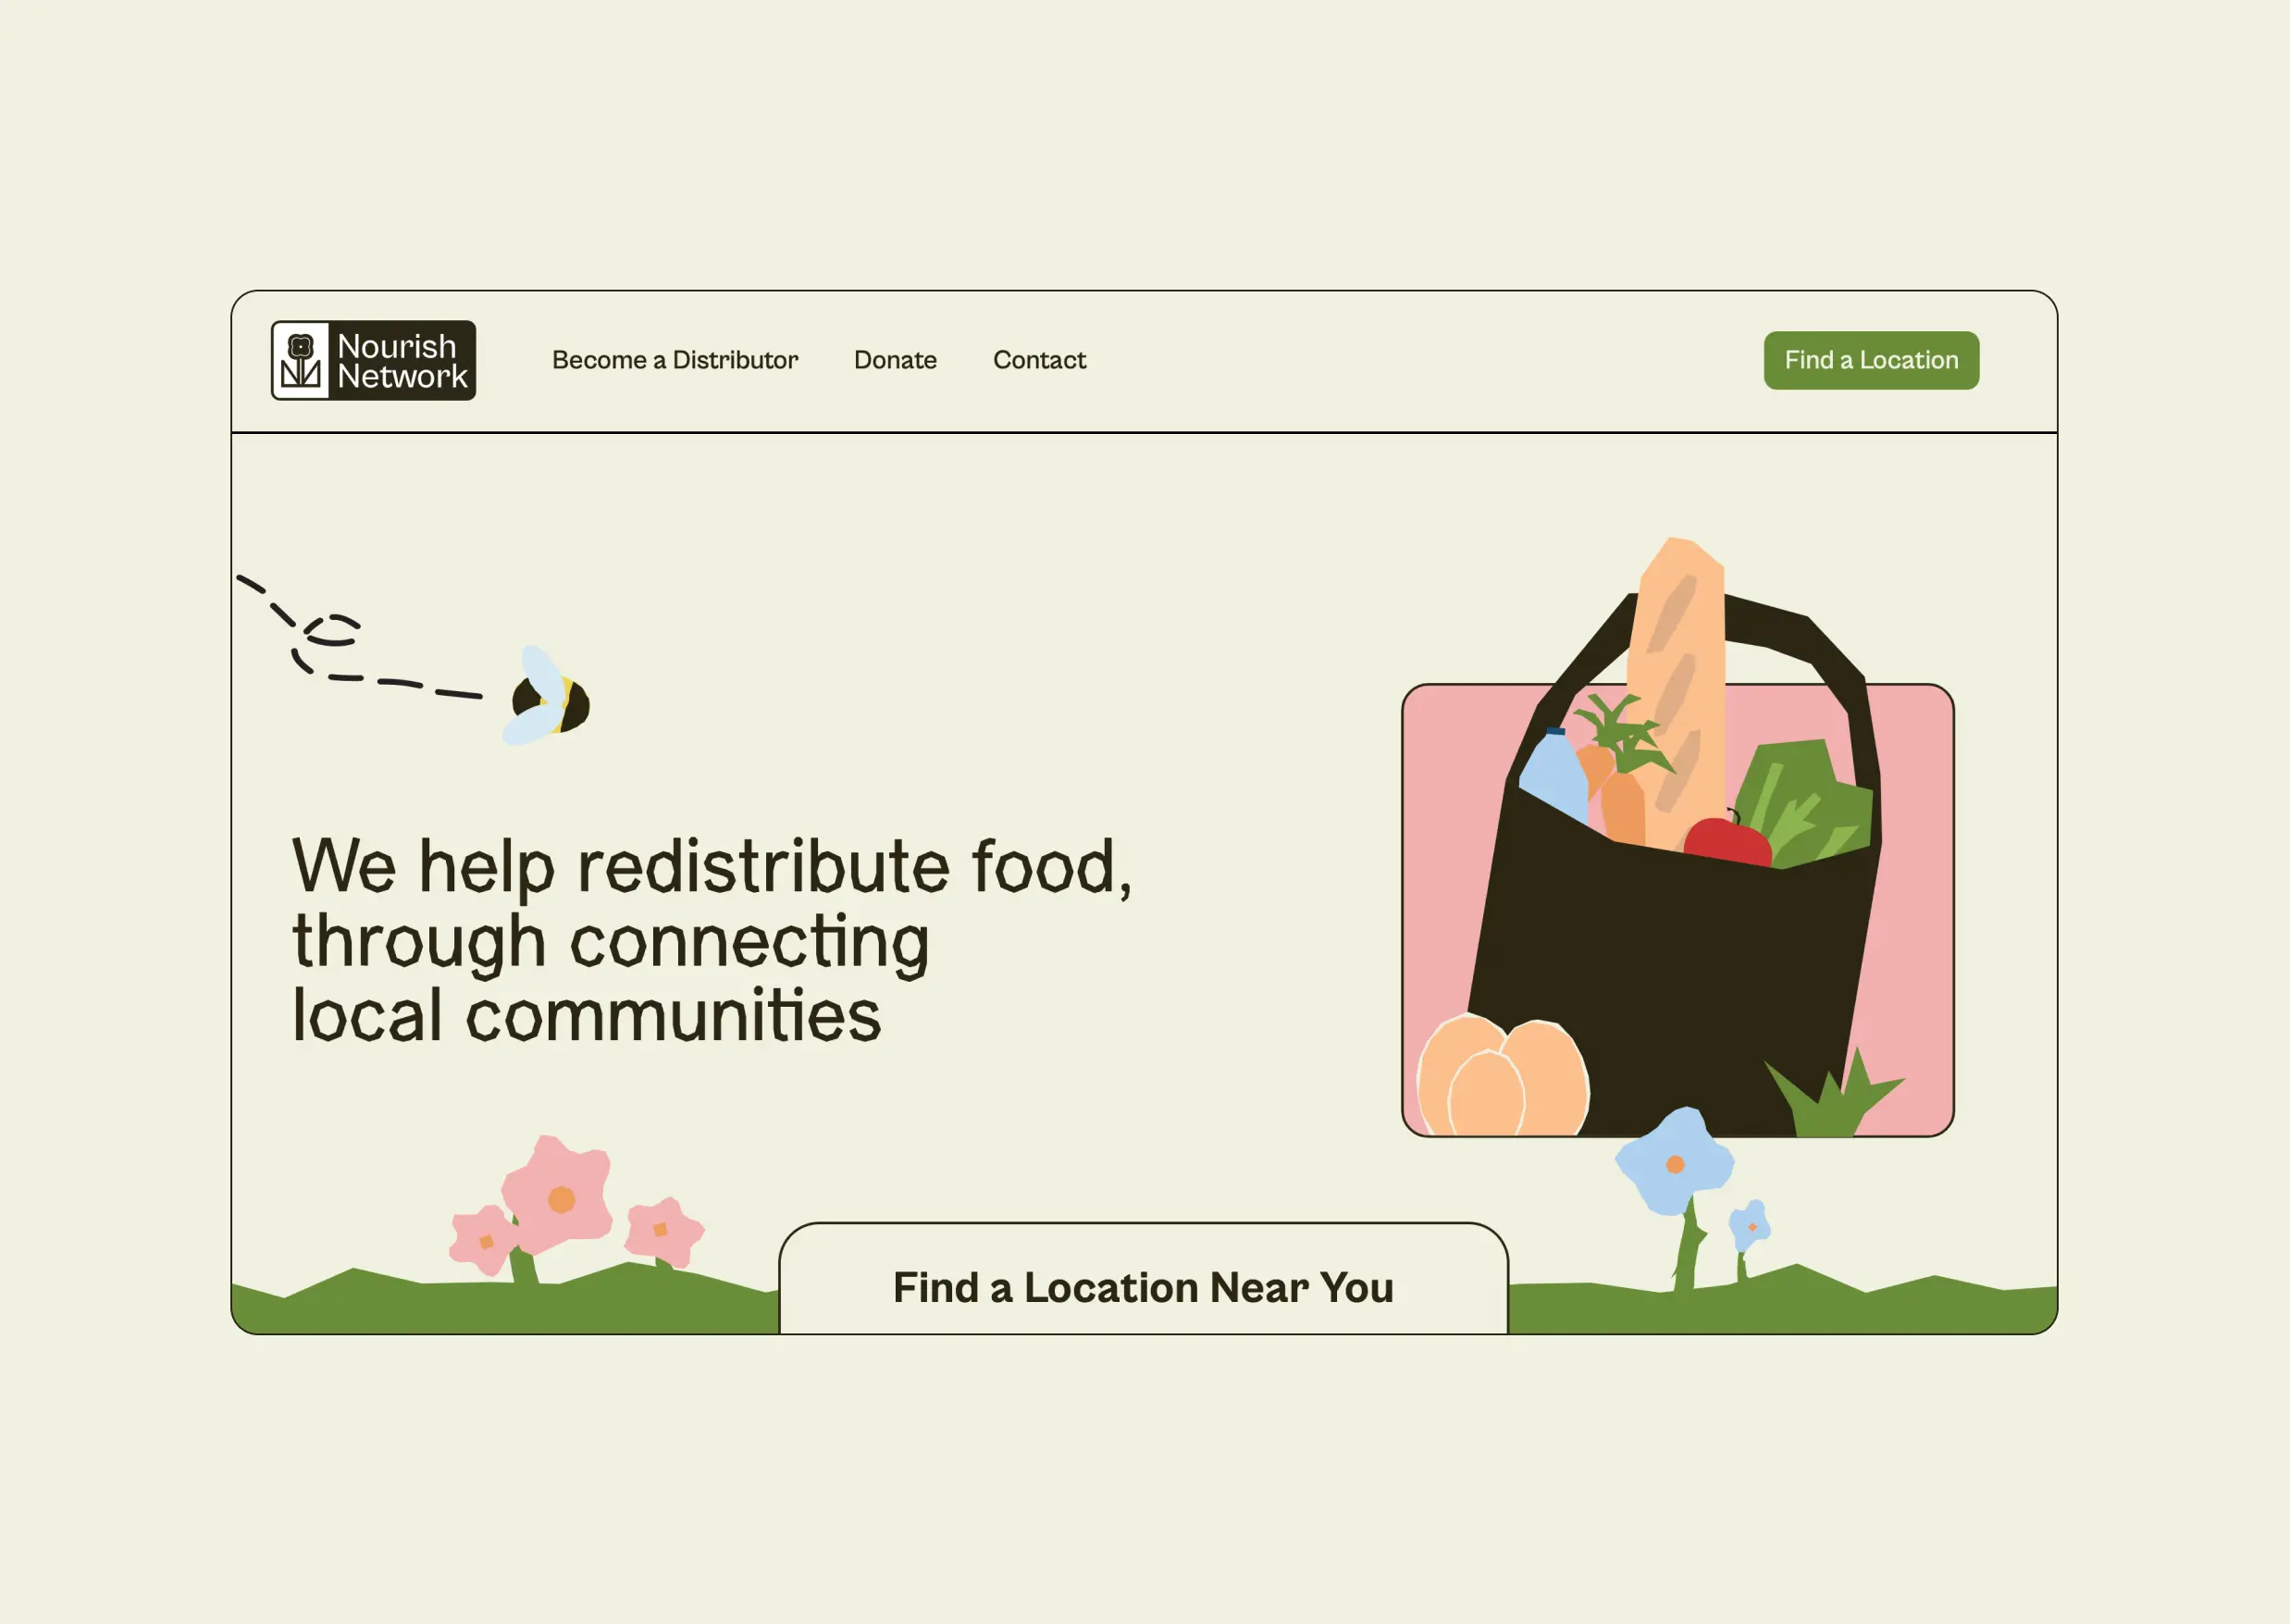 Nourish
Network
Become a Distributor
Donate
Contact
Find a Location
We help redistribute food,
through connecting
local communities
Find a Location Near You